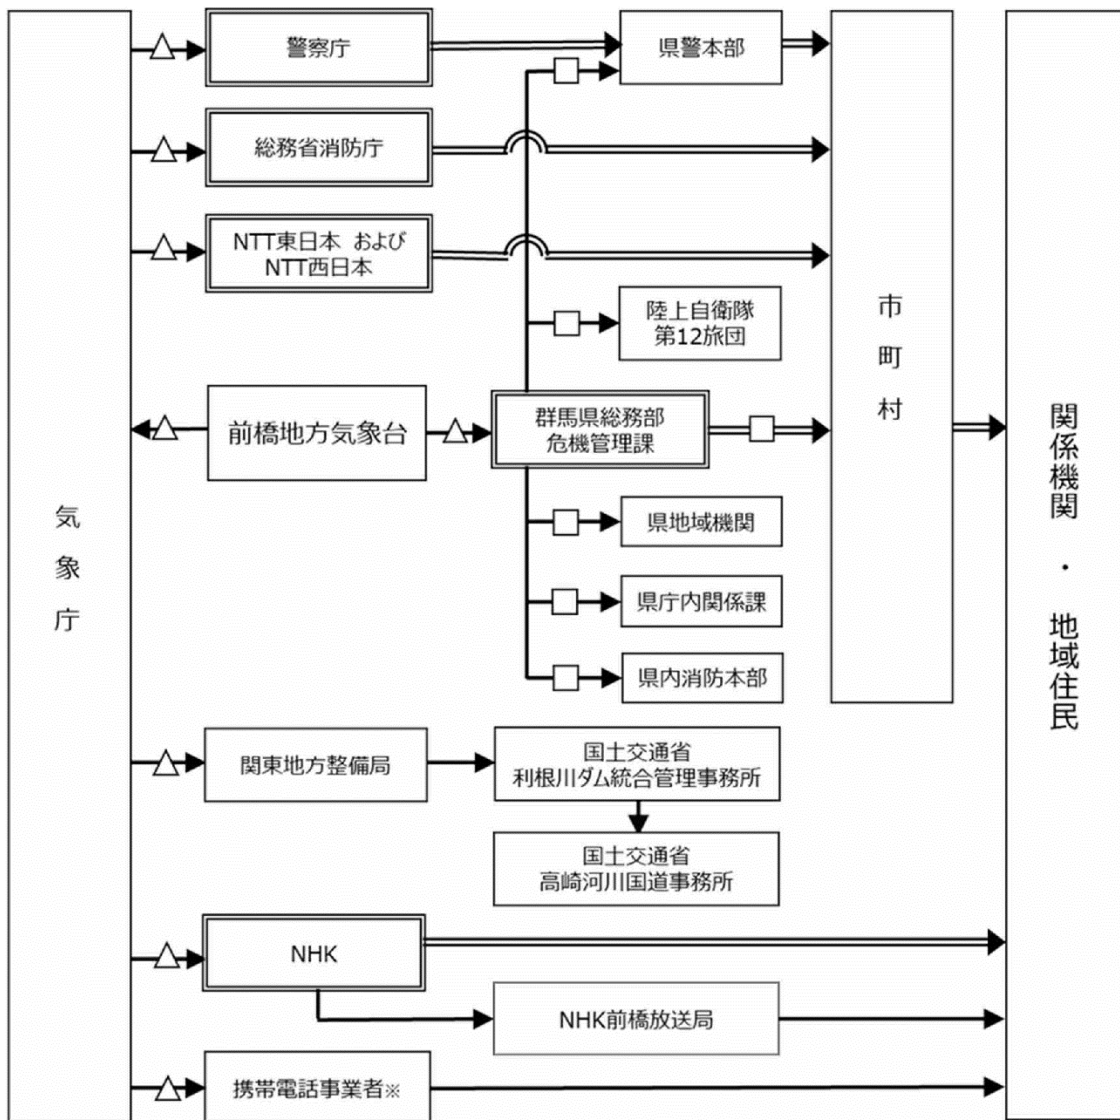 気象庁
警察庁
県警本部
総務省消防庁
NTT東日本 および
NTT西日本
陸上自衛隊
第12旅団
前橋地方気象台
群馬県総務部
危機管理課
県地域機関
県庁内関係課
県内消防本部
市町村
関東地方整備局
国土交通省
利根川ダム統合管理事務所
国土交通省
高崎河川国道事務所
NHK
NHK前橋放送局
携帯電話事業者※
関係機関・地域住民